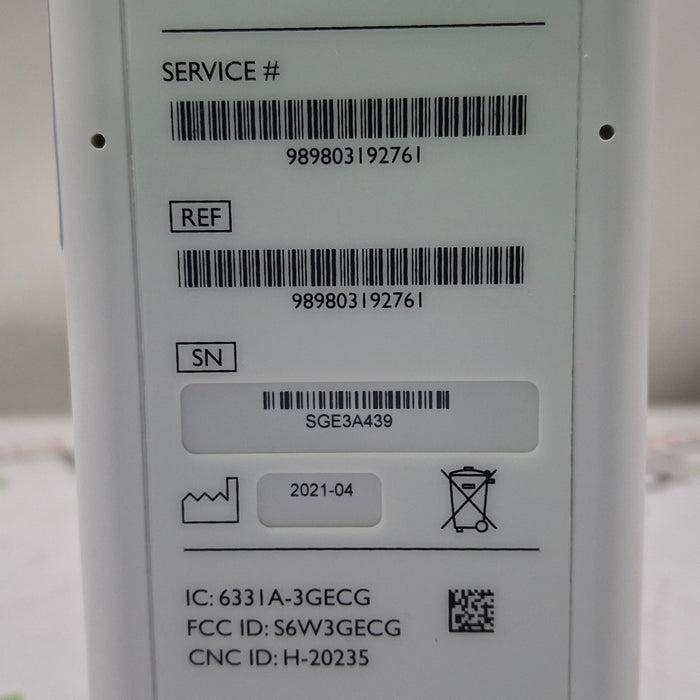 SERVICE #
989803192761
REF
989803192761
SN
SGE3A439
2021-04
IC: 6331A-3GECG
FCC ID: S6W3GECG
CNC ID: H-20235